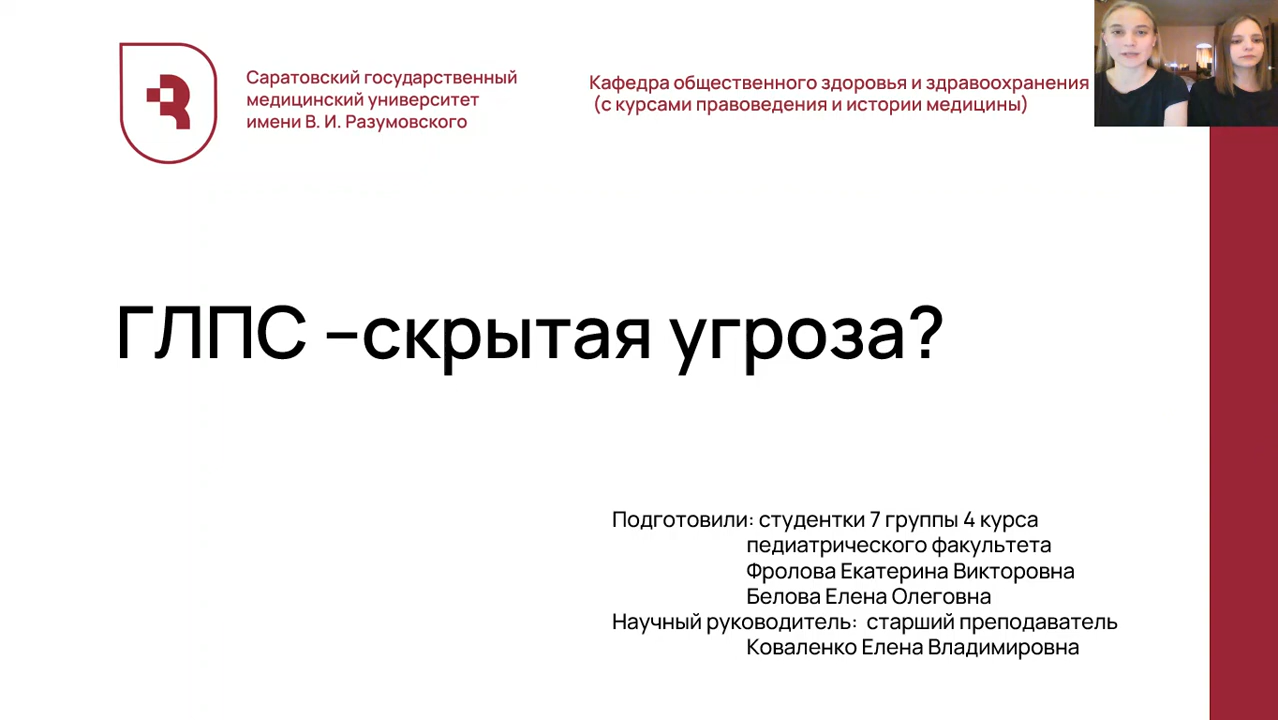 Саратовский государственный
медицинский университет
имени В. И. Разумовского
Кафедра общественного здоровья и здравоохранения
(с курсами правоведения и истории медицины)
ГЛПС –скрытая угроза?
Подготовили: студентки 7 группы 4 курса
педиатрического факультета
Фролова Екатерина Викторовна
Белова Елена Олеговна
Научный руководитель: старший преподаватель
Коваленко Елена Владимировна